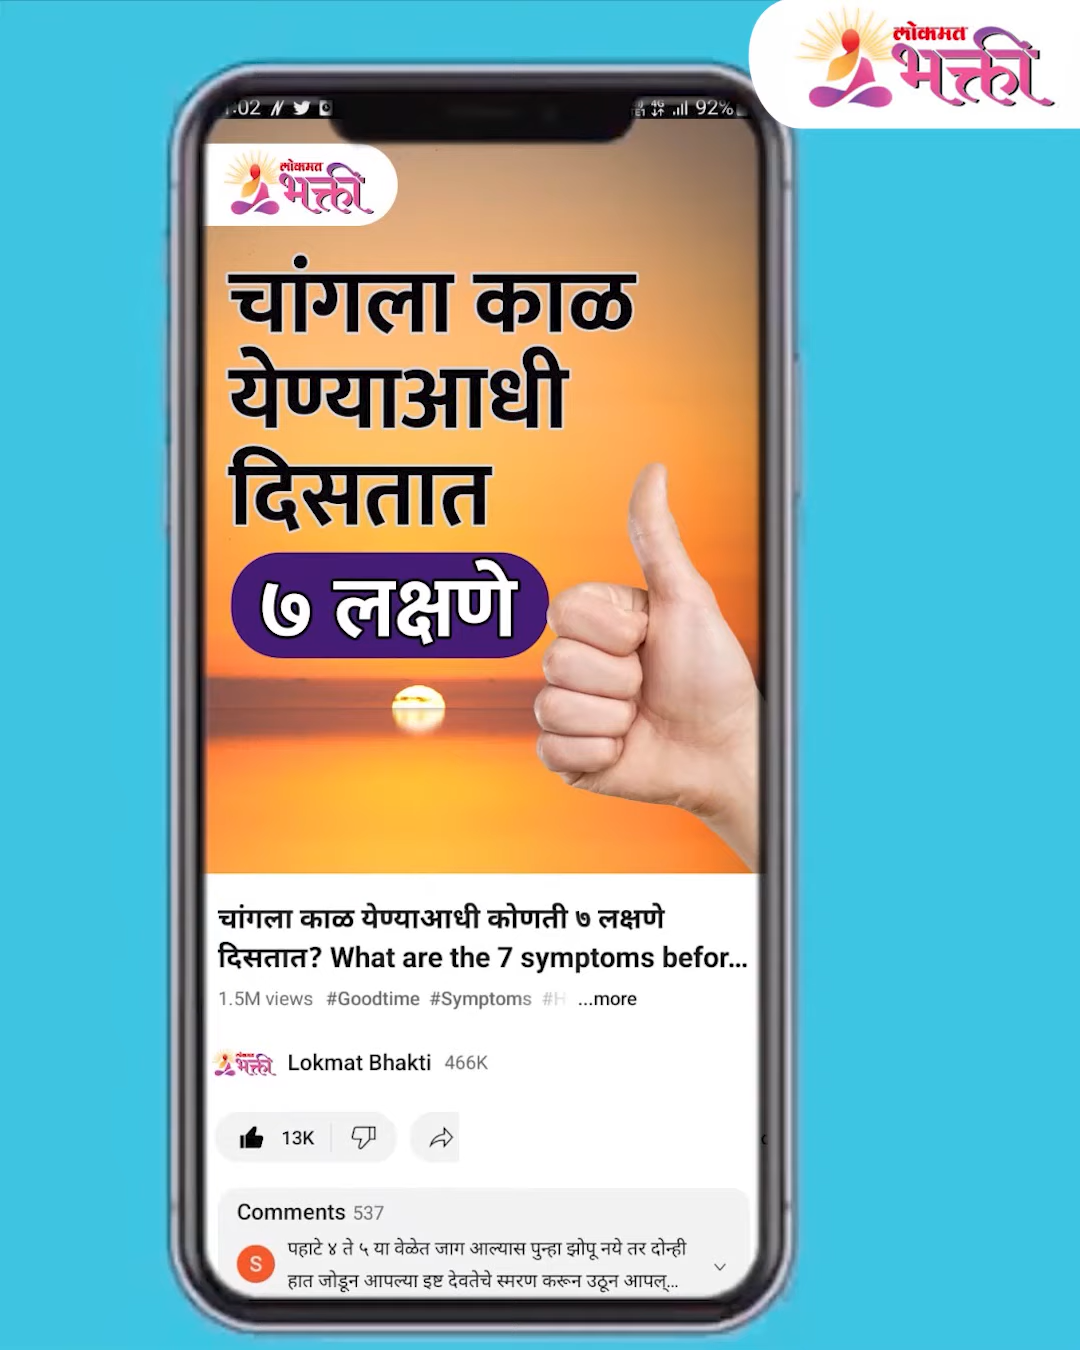 लोकमत
भक्ती
:02
92%
लोकमत
भक्ती
चांगला काळ
येण्याआधी
दिसतात
७ लक्षणे
चांगला काळ येण्याआधी कोणती ७ लक्षणे
दिसतात? What are the 7 symptoms befor...
1.5M views #Goodtime #Symptoms #H ...more
भक्ती Lokmat Bhakti 466K
13K
Comments 537
S
पहाटे ४ ते ५ या वेळेत जाग आल्यास पुन्हा झोपू नये तर दोन्ही
हात जोडून आपल्या इष्ट देवतेचे स्मरण करून उठून आपल्...